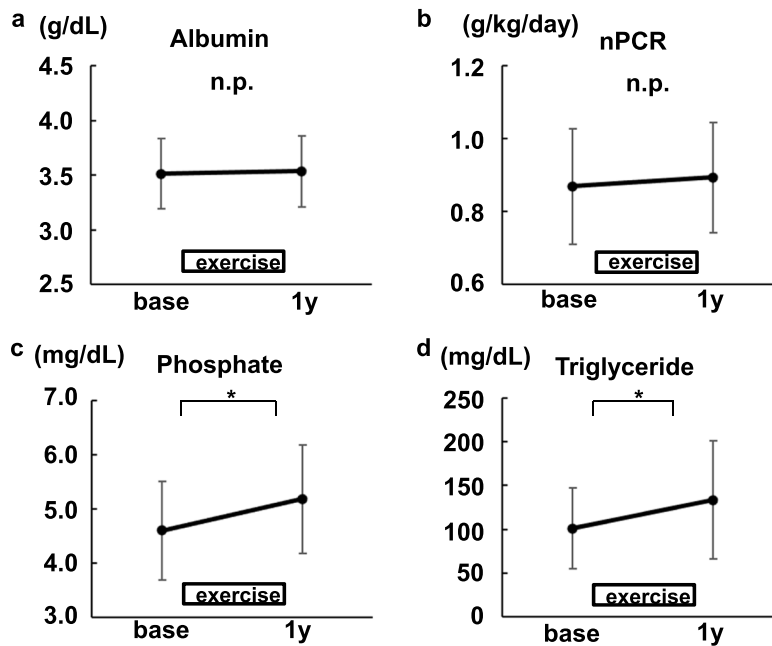 a (g/dL)
Albumin
n.p.
4.5
4.0
3.5
3.0
2.5
exercise
base 1y
b (g/kg/day)
nPCR
n.p.
1.2
1.0
0.8
0.6
exercise
base 1y
c (mg/dL)
Phosphate
*
7.0
6.0
5.0
4.0
3.0
exercise
base 1y
d (mg/dL)
Triglyceride
*
250
200
150
100
50
0
exercise
base 1y